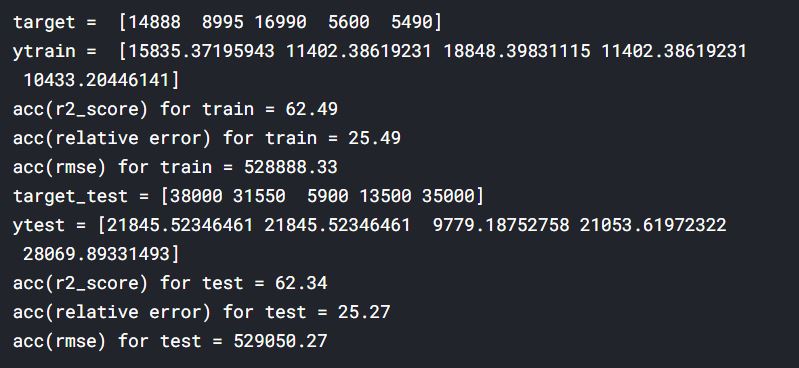 target =  [14888  8995 16990  5600  5490]
ytrain =  [15835.37195943 11402.38619231 18848.39831115 11402.38619231
 10433.20446141]
acc(r2_score) for train = 62.49
acc(relative error) for train = 25.49
acc(rmse) for train = 528888.33
target_test = [38000 31550  5900 13500 35000]
ytest = [21845.52346461 21845.52346461  9779.18752758 21053.61972322
 28069.89331493]
acc(r2_score) for test = 62.34
acc(relative error) for test = 25.27
acc(rmse) for test = 529050.27